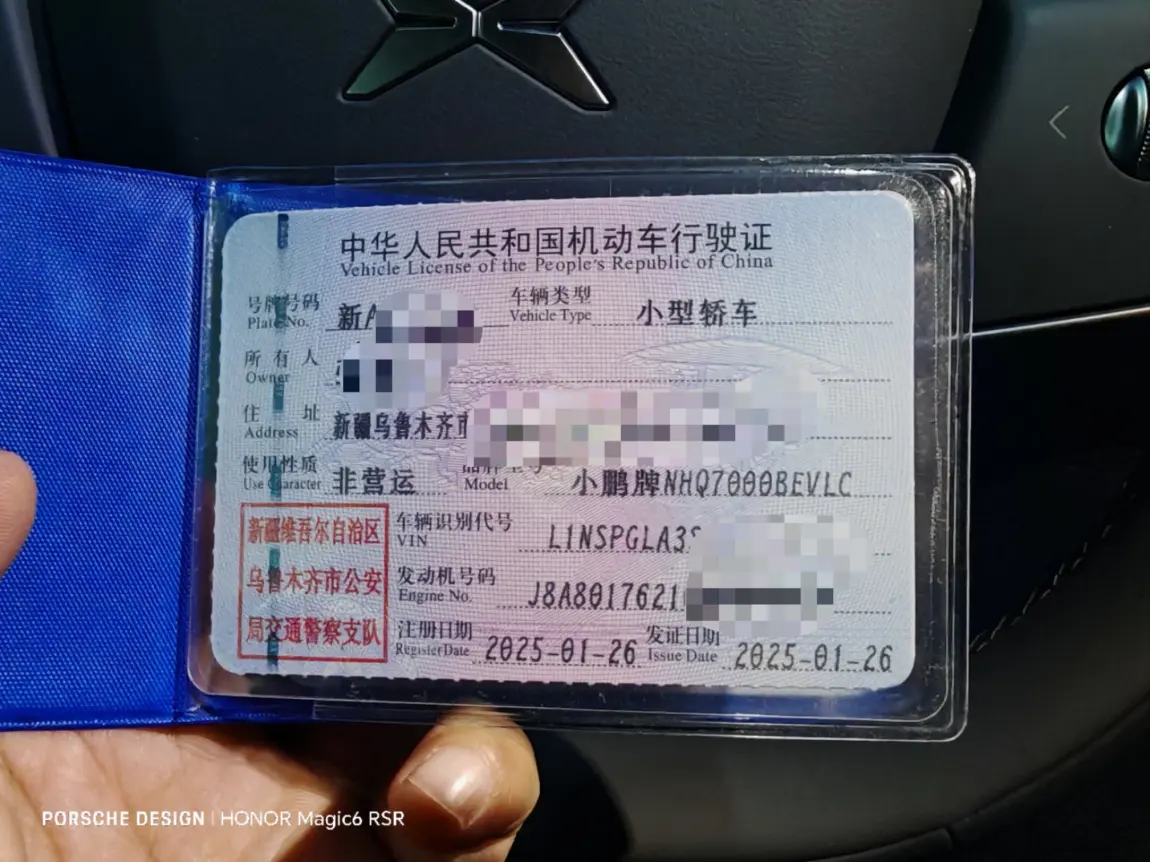 中华人民共和国机动车行驶证
Vehicle License of the People's Republic of China
号牌号码 新A 车辆类型 小型轿车
Plate No. Vehicle Type
所有人
Owner
住址 新疆乌鲁木齐市
Address
使用性质 非营运 小鹏牌NHQ7000BEVLC
Use Character Model
新疆维吾尔自治区
乌鲁木齐市公安
局交通警察支队
车辆识别代号 L1NSPGLA3
VIN
发动机号码 J8A8017621
Engine No.
注册日期 2025-01-26 发证日期 2025-01-26
Register Date Issue Date
PORSCHE DESIGN | HONOR Magic6 RSR